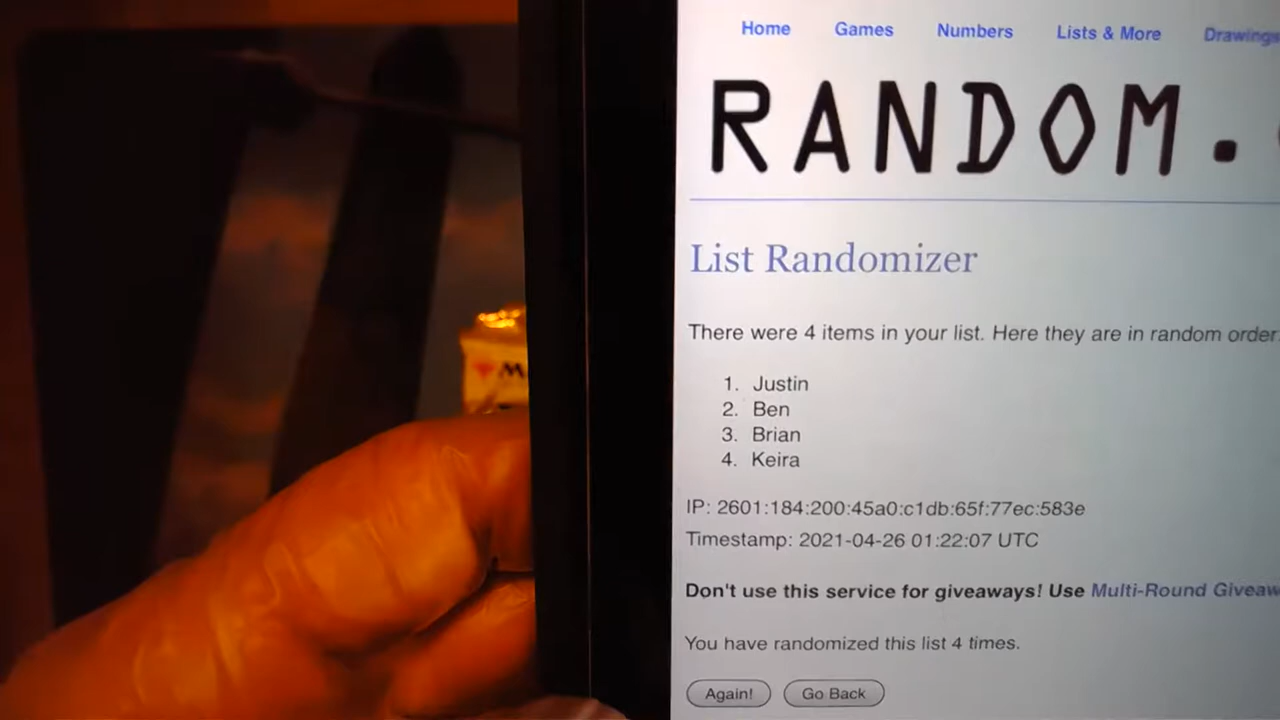 Home Games Numbers Lists & More Drawings
RANDOM.
List Randomizer
There were 4 items in your list. Here they are in random order:
1. Justin
2. Ben
3. Brian
4. Keira
IP: 2601:184:200:45a0:c1db:65f:77ec:583e
Timestamp: 2021-04-26 01:22:07 UTC
Don't use this service for giveaways! Use Multi-Round Giveaw
You have randomized this list 4 times.
Again! Go Back
M